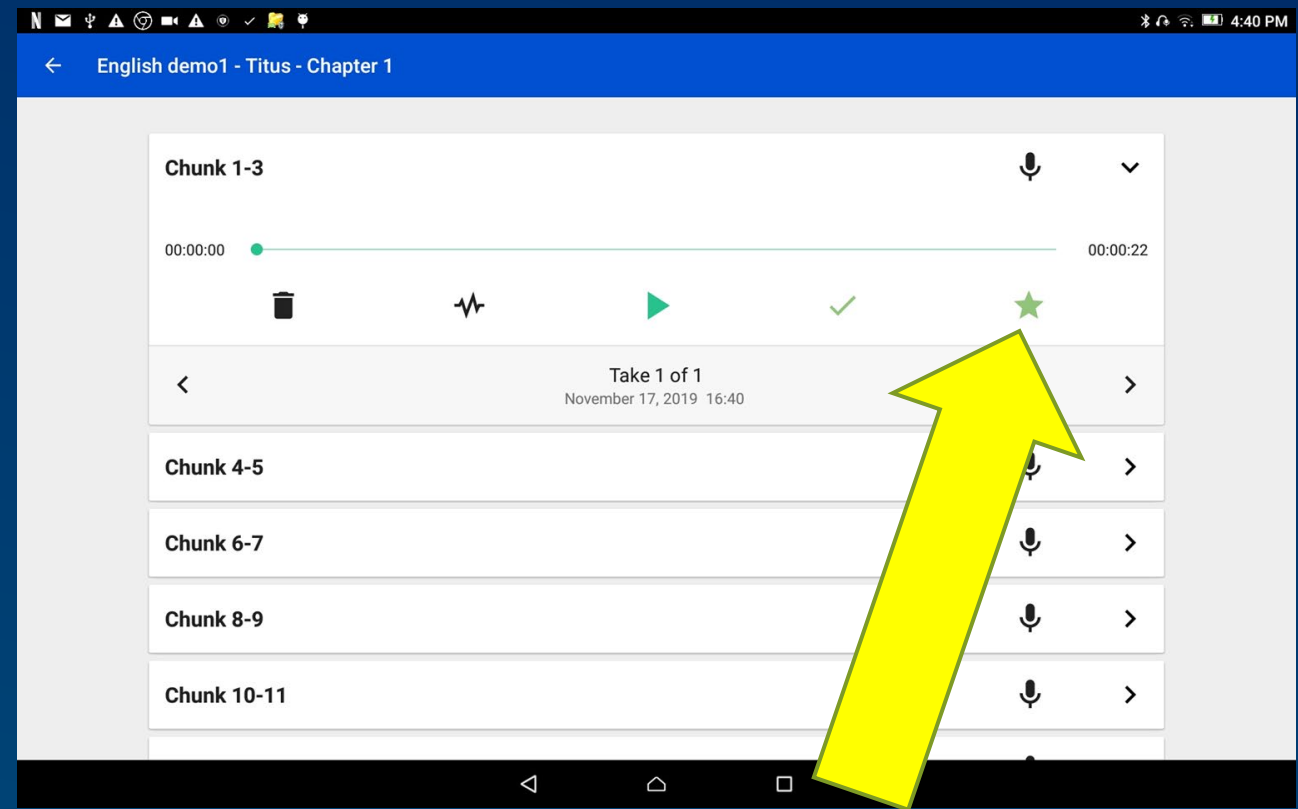 4:40 PM
English demo1 - Titus - Chapter 1
Chunk 1-3
00:00:00
00:00:22
Take 1 of 1
November 17, 2019 16:40
Chunk 4-5
Chunk 6-7
Chunk 8-9
Chunk 10-11